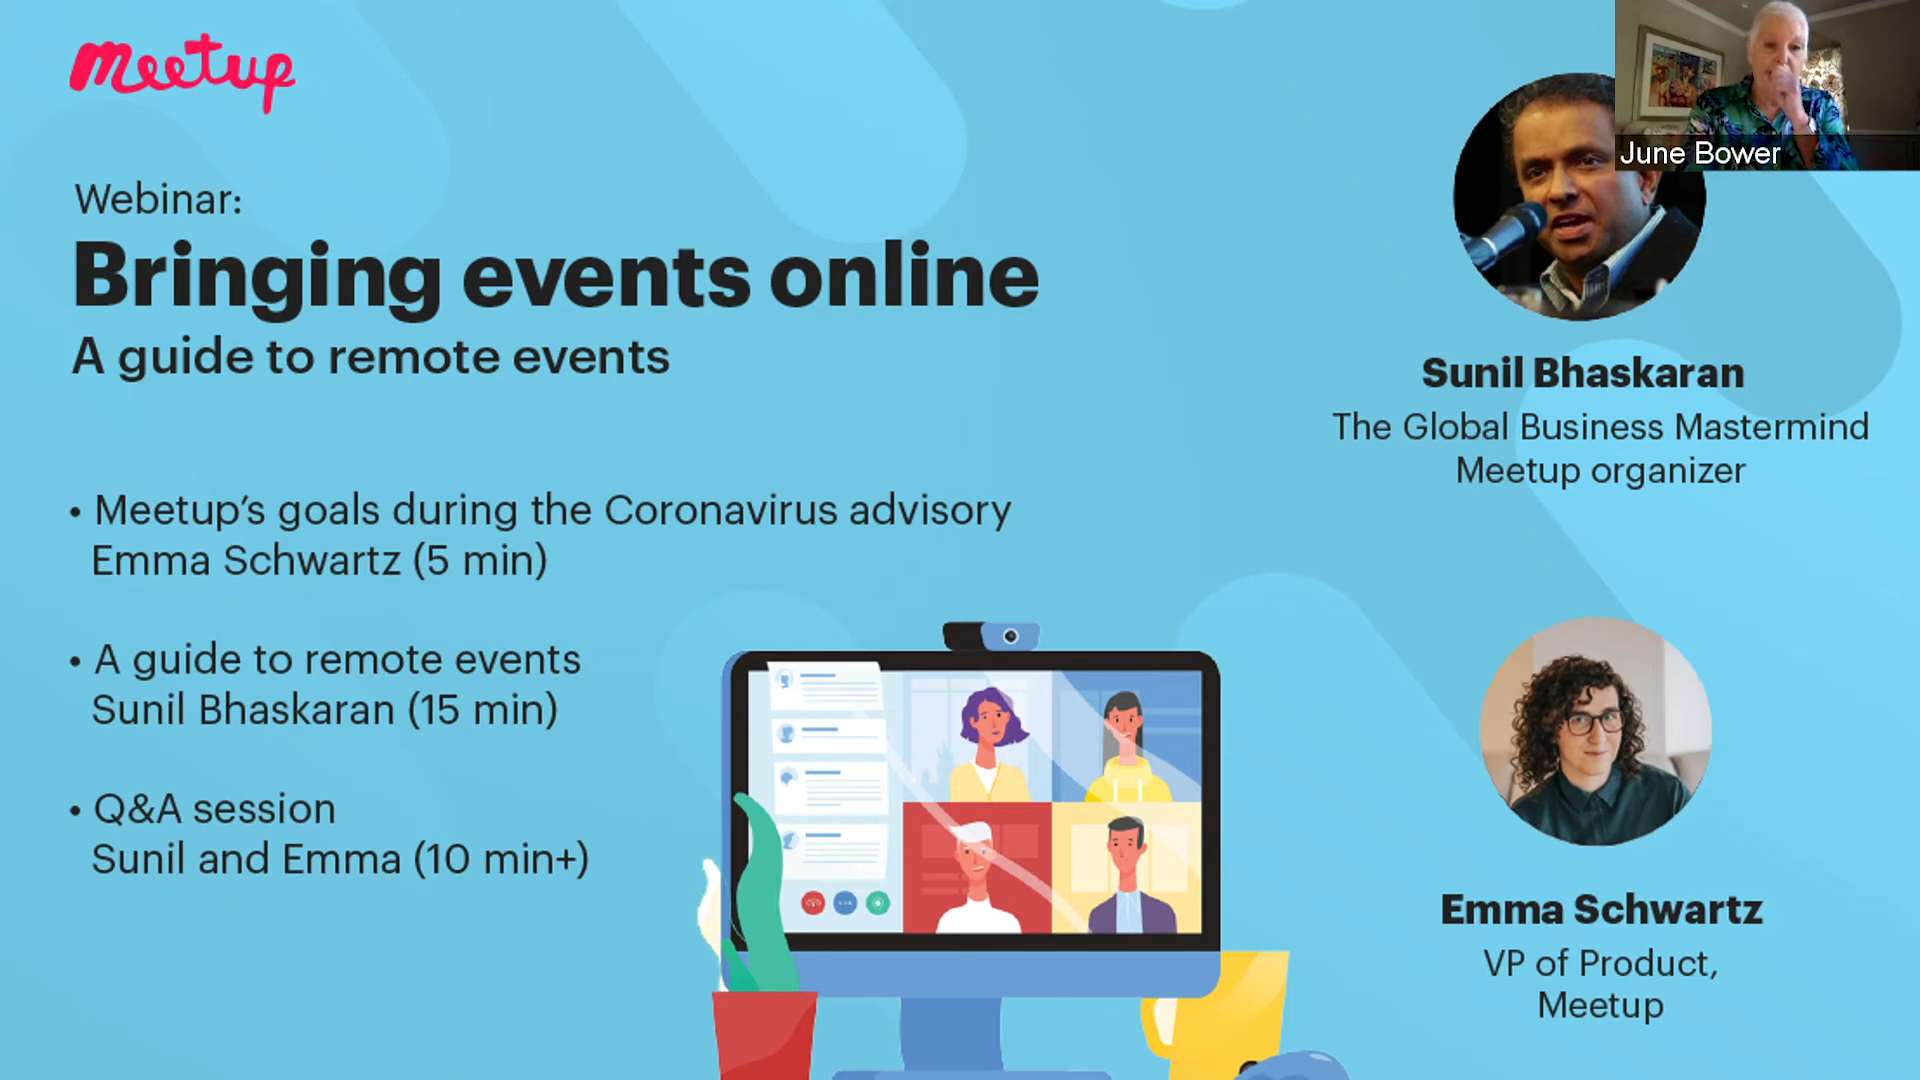 meetup
Webinar:
Bringing events online
A guide to remote events
• Meetup’s goals during the Coronavirus advisory
Emma Schwartz (5 min)
• A guide to remote events
Sunil Bhaskaran (15 min)
• Q&A session
Sunil and Emma (10 min+)
June Bower
Sunil Bhaskaran
The Global Business Mastermind
Meetup organizer
Emma Schwartz
VP of Product,
Meetup